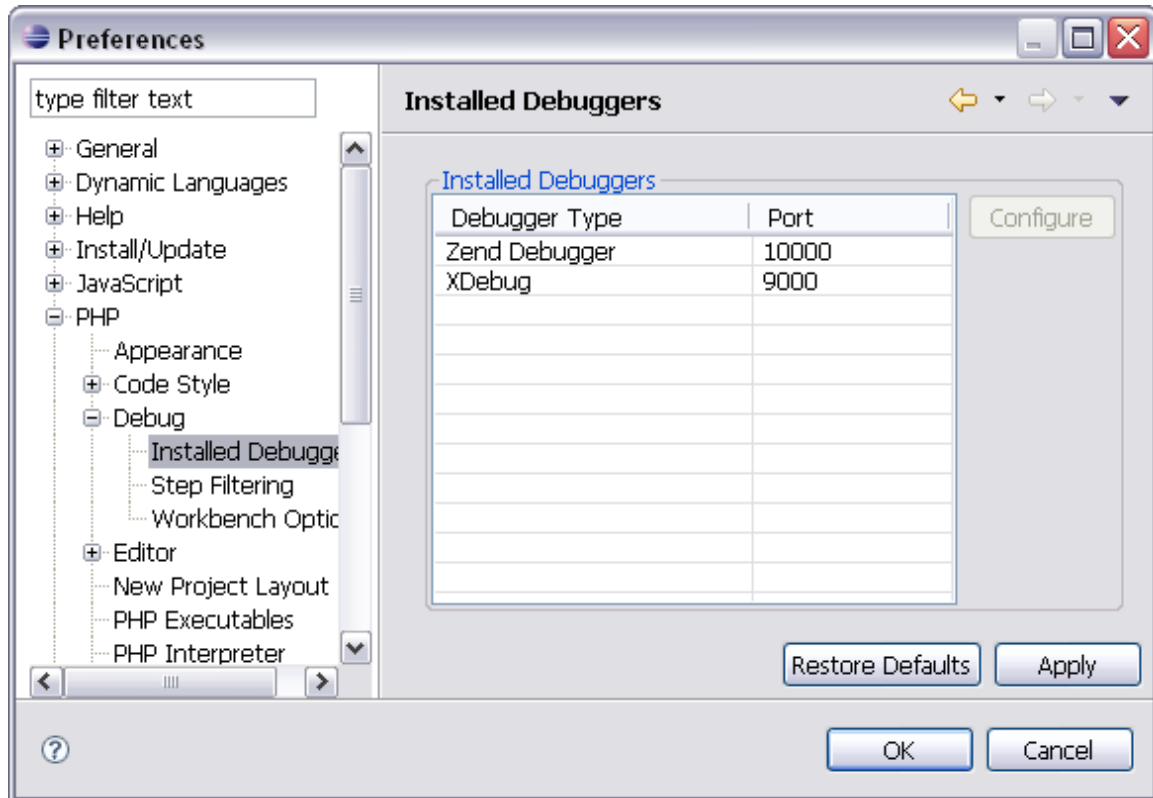 Preferences
type filter text
General
Dynamic Languages
Help
Install/Update
JavaScript
PHP
Appearance
Code Style
Debug
Installed Debugge
Step Filtering
Workbench Optic
Editor
New Project Layout
PHP Executables
PHP Interpreter
Installed Debuggers
Installed Debuggers
Debugger Type Port
Zend Debugger 10000
XDebug 9000
Configure
Restore Defaults Apply
OK Cancel